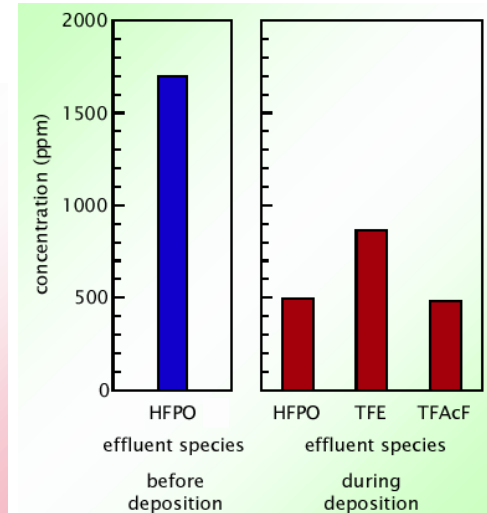 concentration (ppm)
2000
1500
1000
500
0
HFPO
effluent species
before
deposition
HFPO TFE TFAcF
effluent species
during
deposition